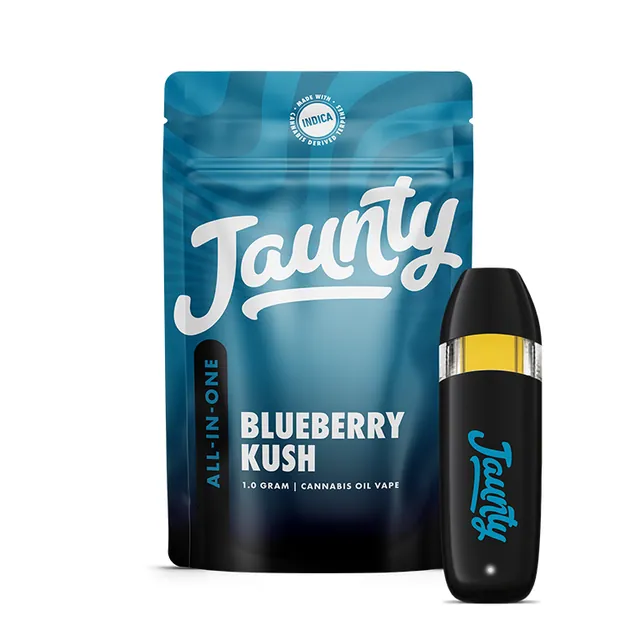 MADE WITH
INDICA
CANNABIS DERIVED TERPENES
Jaunty
ALL-IN-ONE
BLUEBERRY
KUSH
1.0 GRAM | CANNABIS OIL VAPE
Jaunty